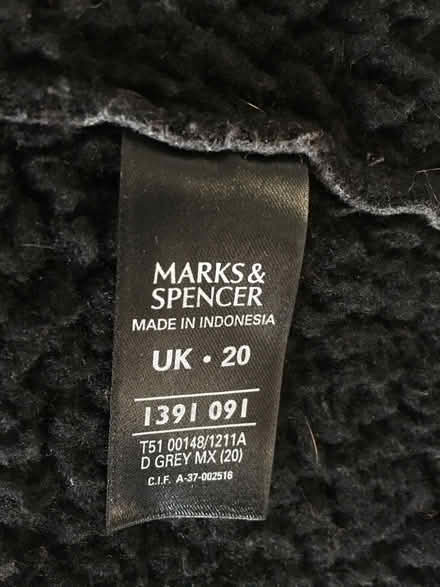 MARKS &
SPENCER
MADE IN INDONESIA
UK • 20
1391 091
T51 00148/1211A
D GREY MX (20)
C.I.F. A-37-002516